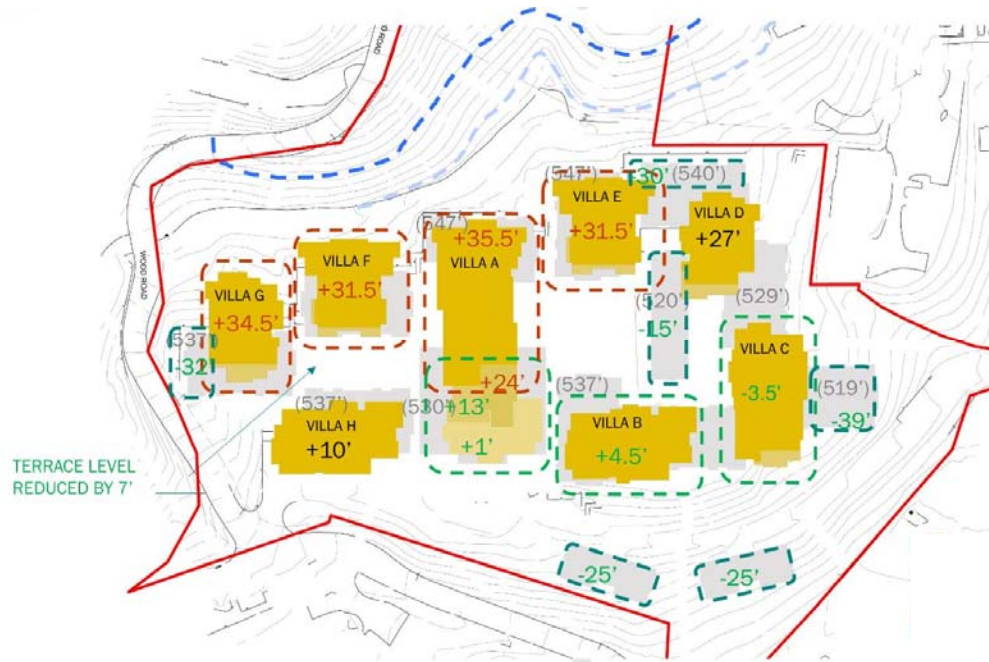 D ROAD
WOOD ROAD
(547')
-30'
(540')
VILLA E
+31.5'
VILLA D
+27'
(547')
+35.5'
VILLA A
VILLA F
+31.5'
VILLA G
+34.5'
(537')
-31'
(520')
-15'
(529')
VILLA C
-3.5'
(519')
-39'
+24'
(537')
(530')
+13'
(537')
VILLA H
+10'
+1'
VILLA B
+4.5'
TERRACE LEVEL
REDUCED BY 7'
-25'
-25'